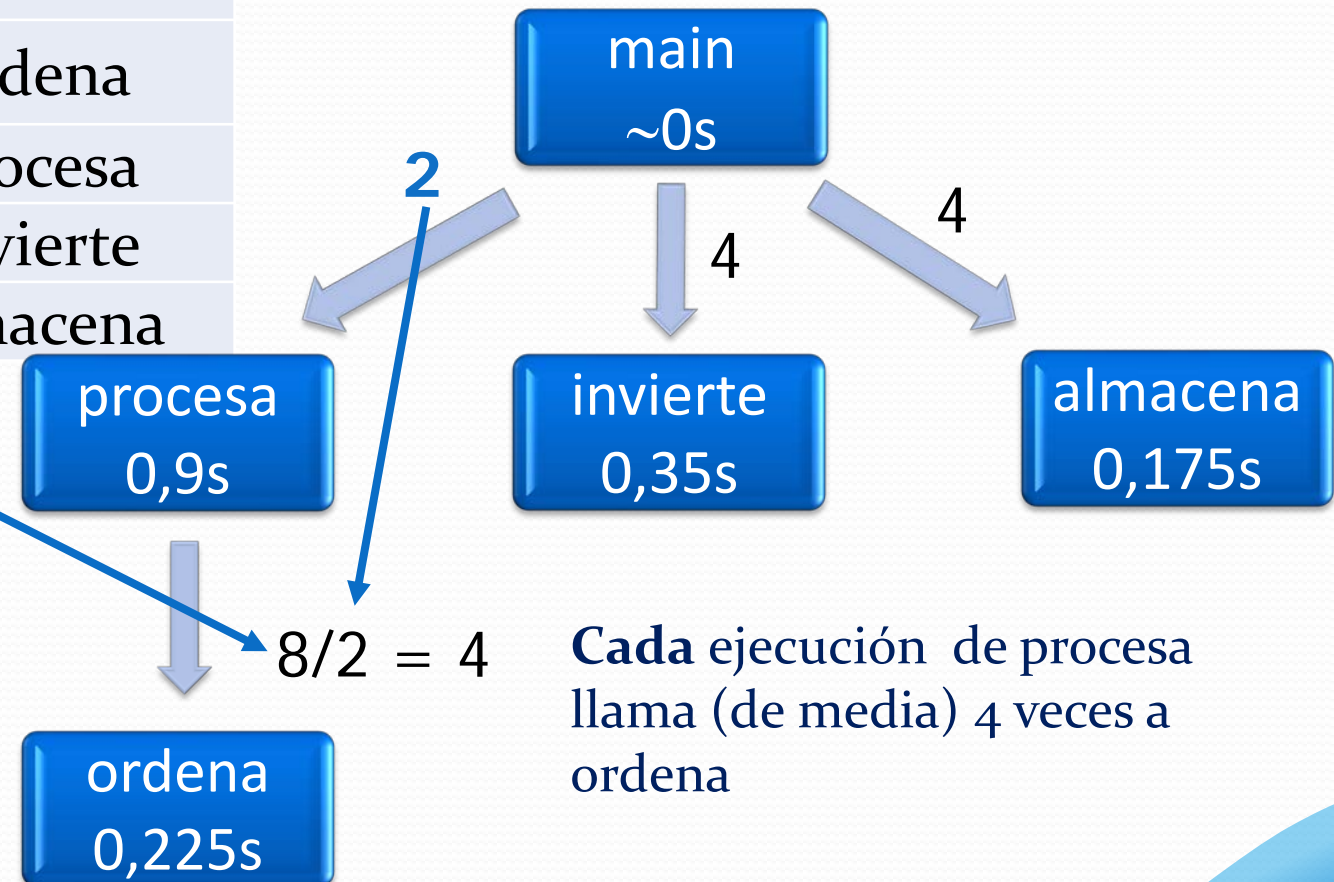 dena
ocesa
vierte
acena
main
~0s
2
4
4
procesa
0,9s
invierte
0,35s
almacena
0,175s
8/2 = 4
Cada ejecución de procesa
llama (de media) 4 veces a
ordena
ordena
0,225s